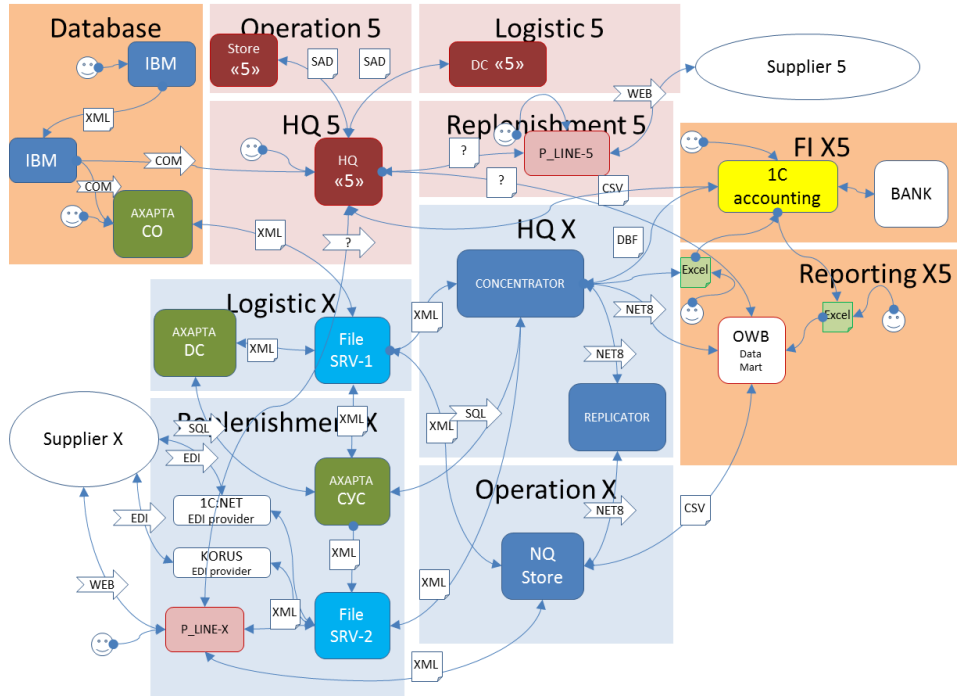 Database
Operation 5
Logistic 5
Store
«5»
SAD
SAD
DC «5»
Supplier 5
IBM
WEB
XML
HQ 5
Replenishment 5
IBM
COM
HQ
«5»
?
P_LINE-5
FI X5
1C
accounting
BANK
COM
?
CSV
AXAPTA
CO
XML
?
HQ X
DBF
CONCENTRATOR
Excel
Reporting X5
Logistic X
XML
NET8
Excel
AXAPTA
DC
XML
File
SRV-1
OWB
Data
Mart
NET8
Replenishment X
XML
XML
SQL
REPLICATOR
Supplier X
SQL
EDI
AXAPTA
СУС
Operation X
1C:NET
EDI provider
EDI
NET8
CSV
KORUS
EDI provider
XML
NQ
Store
WEB
XML
XML
File
SRV-2
P_LINE-X
XML